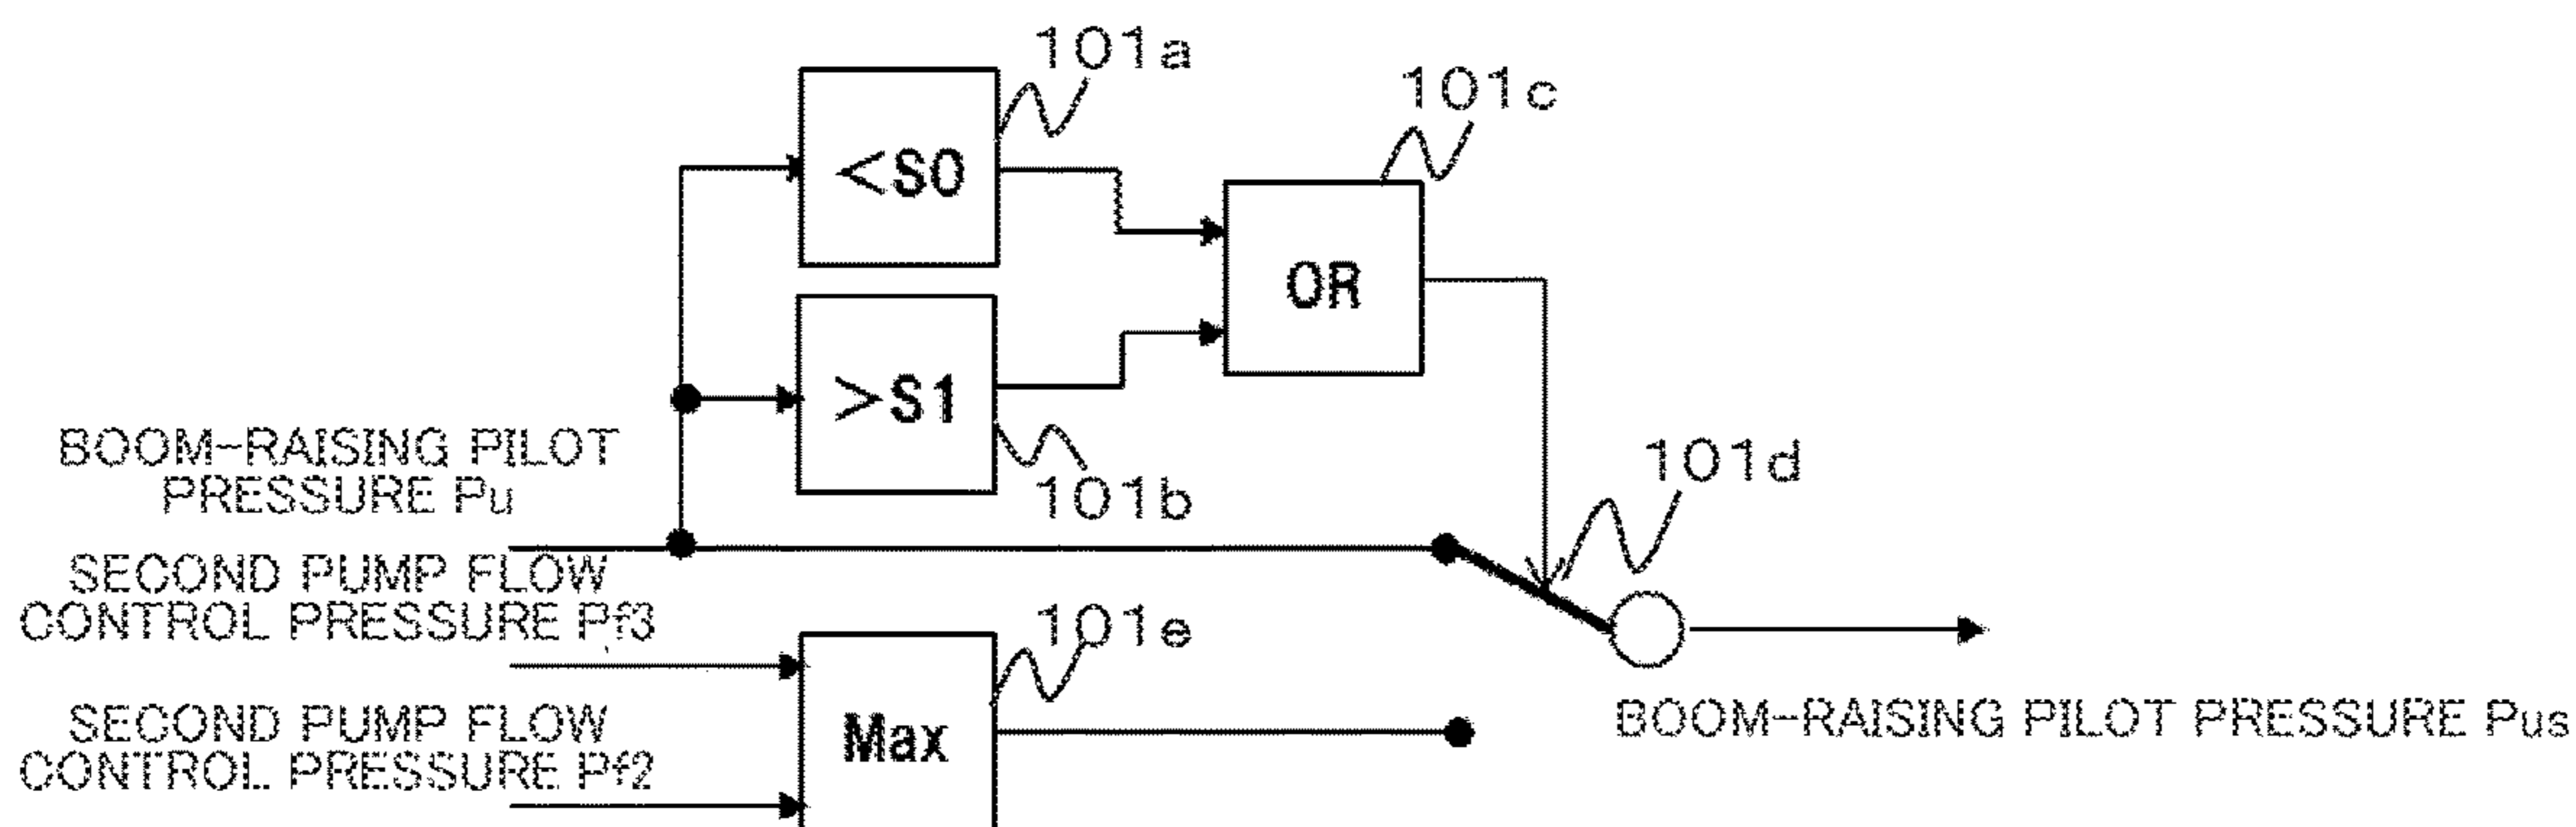 101a
101c
<S0
OR
>S1
101b
BOOM-RAISING PILOT
PRESSURE Pu
101d
SECOND PUMP FLOW
CONTROL PRESSURE Pf3
101e
SECOND PUMP FLOW
CONTROL PRESSURE Pf2
Max
BOOM-RAISING PILOT PRESSURE Pus